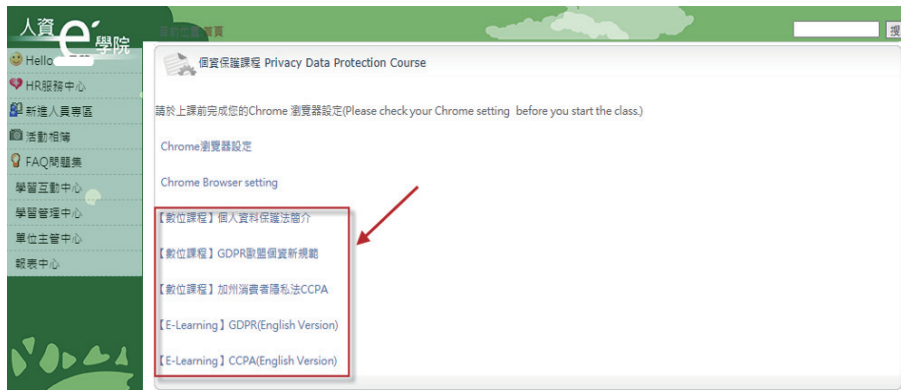 人資e學院
首頁
搜
Hello
HR服務中心
新進人員專區
活動相簿
FAQ問題集
學習互動中心
學習管理中心
單位主管中心
報表中心
個資保護課程 Privacy Data Protection Course
請於上課前完成您的Chrome 瀏覽器設定(Please check your Chrome setting before you start the class.)
Chrome瀏覽器設定
Chrome Browser setting
【數位課程】個人資料保護法簡介
【數位課程】GDPR歐盟個資新規範
【數位課程】加州消費者隱私法CCPA
【E-Learning】GDPR(English Version)
【E-Learning】CCPA(English Version)